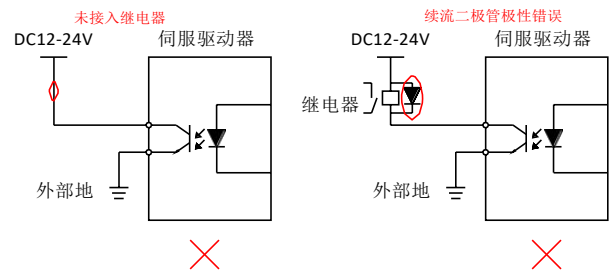 未接入继电器
DC12-24V
伺服驱动器
外部地
续流二极管极性错误
DC12-24V
伺服驱动器
继电器
外部地